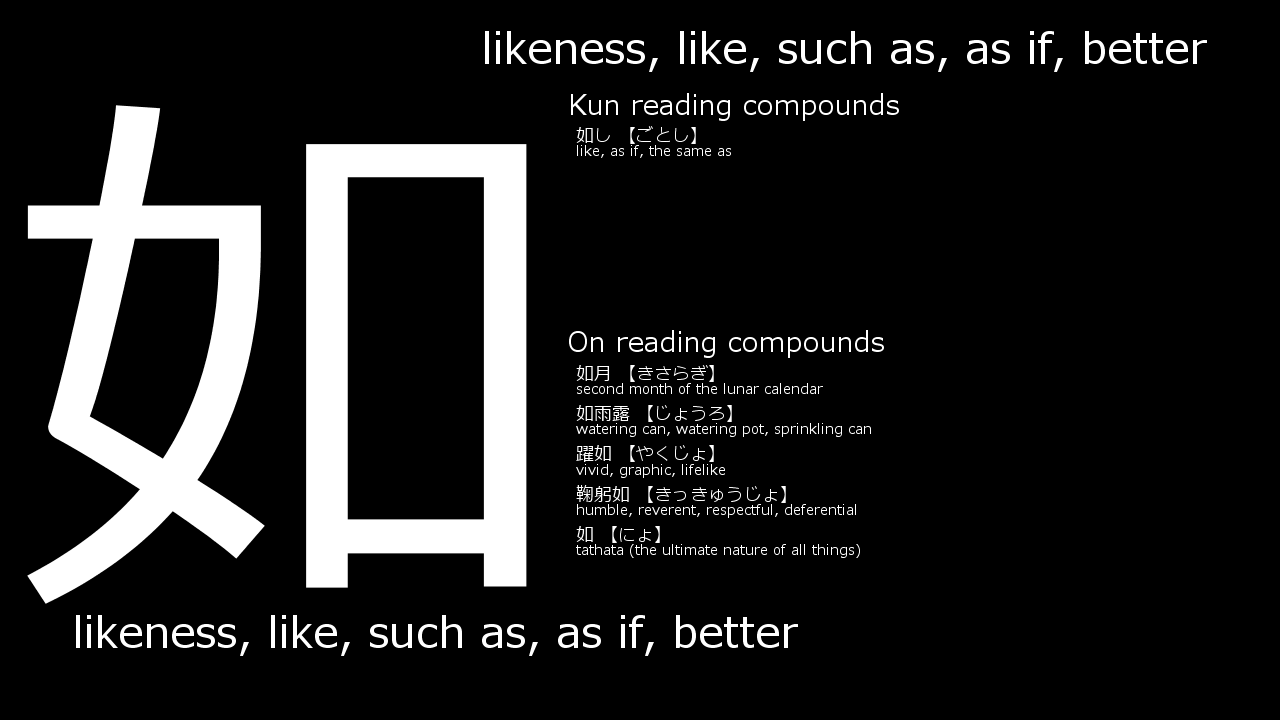 likeness, like, such as, as if, better
如
Kun reading compounds
如し 【ごとし】
like, as if, the same as
On reading compounds
如月 【きさらぎ】
second month of the lunar calendar
如雨露 【じょうろ】
watering can, watering pot, sprinkling can
躍如 【やくじょ】
vivid, graphic, lifelike
鞠躬如 【きっきゅうじょ】
humble, reverent, respectful, deferential
如 【にょ】
tathata (the ultimate nature of all things)
likeness, like, such as, as if, better